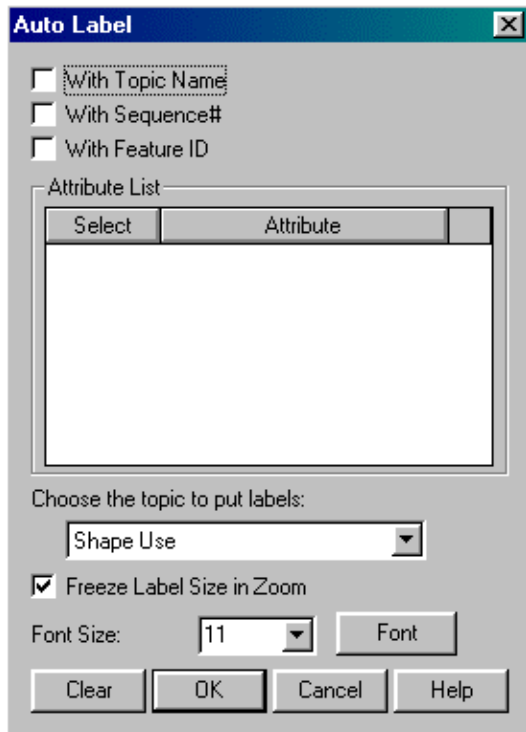 Auto Label
With Topic Name
With Sequence#
With Feature ID
Attribute List
Select Attribute
Choose the topic to put labels:
Shape Use
Freeze Label Size in Zoom
Font Size: 11 Font
Clear OK Cancel Help